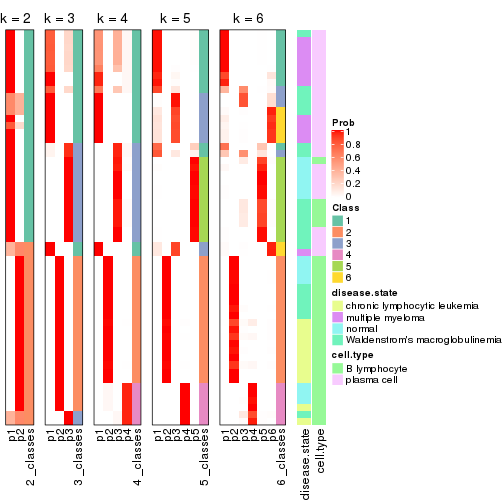 k = 2 k = 3 k = 4 k = 5 k = 6
Prob
1
0.8
0.6
0.4
0.2
0
Class
1
2
3
4
5
6
disease.state
chronic lymphocytic leukemia
multiple myeloma
normal
Waldenstrom's macroglobulinemia
cell.type
B lymphocyte
plasma cell
p1
p2
2_classes
p1
p2
p3
3_classes
p1
p2
p3
p4
4_classes
p1
p2
p3
p4
p5
5_classes
p1
p2
p3
p4
p5
p6
6_classes
disease.state
cell.type